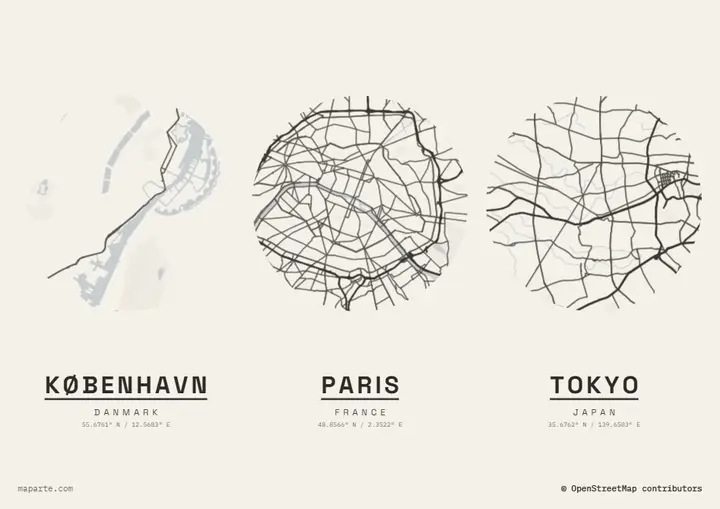 KØBENHAVN
DANMARK
55.6761° N / 12.5683° E
PARIS
FRANCE
48.8566° N / 2.3522° E
TOKYO
JAPAN
35.6762° N / 139.6503° E
maparte.com
© OpenStreetMap contributors